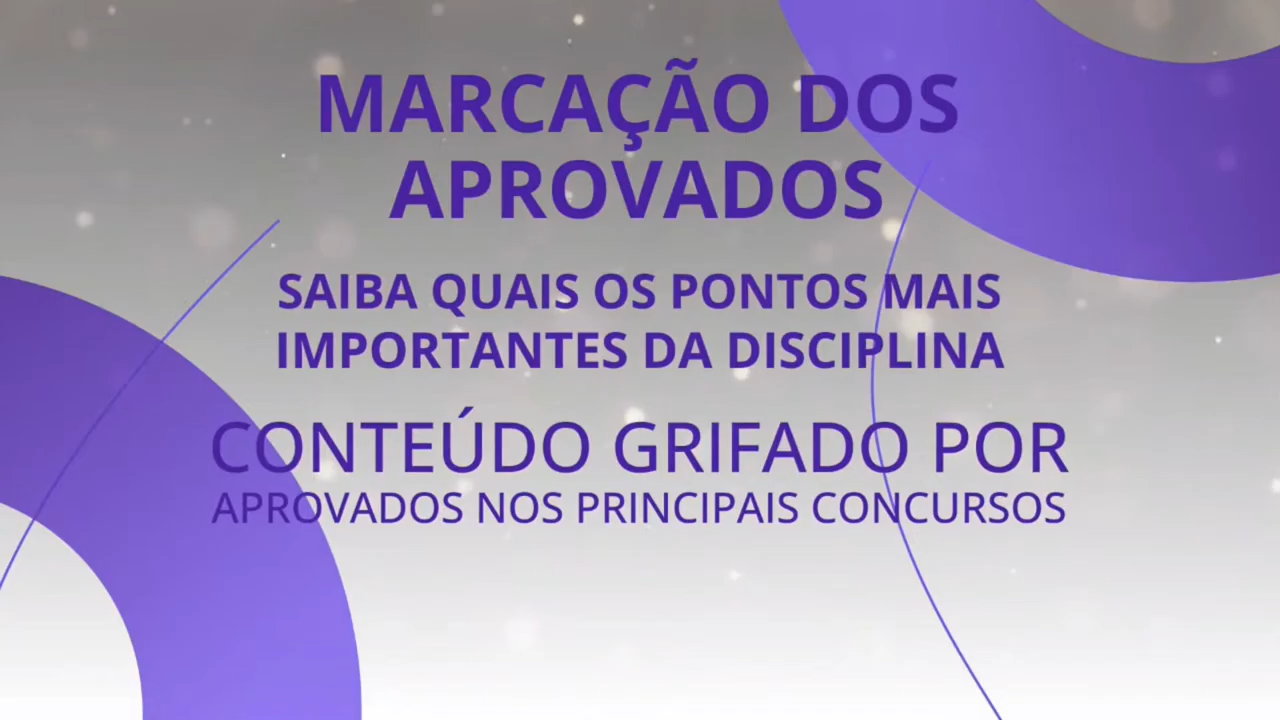 MARCAÇÃO DOS
APROVADOS
SAIBA QUAIS OS PONTOS MAIS
IMPORTANTES DA DISCIPLINA
CONTEÚDO GRIFADO POR
APROVADOS NOS PRINCIPAIS CONCURSOS